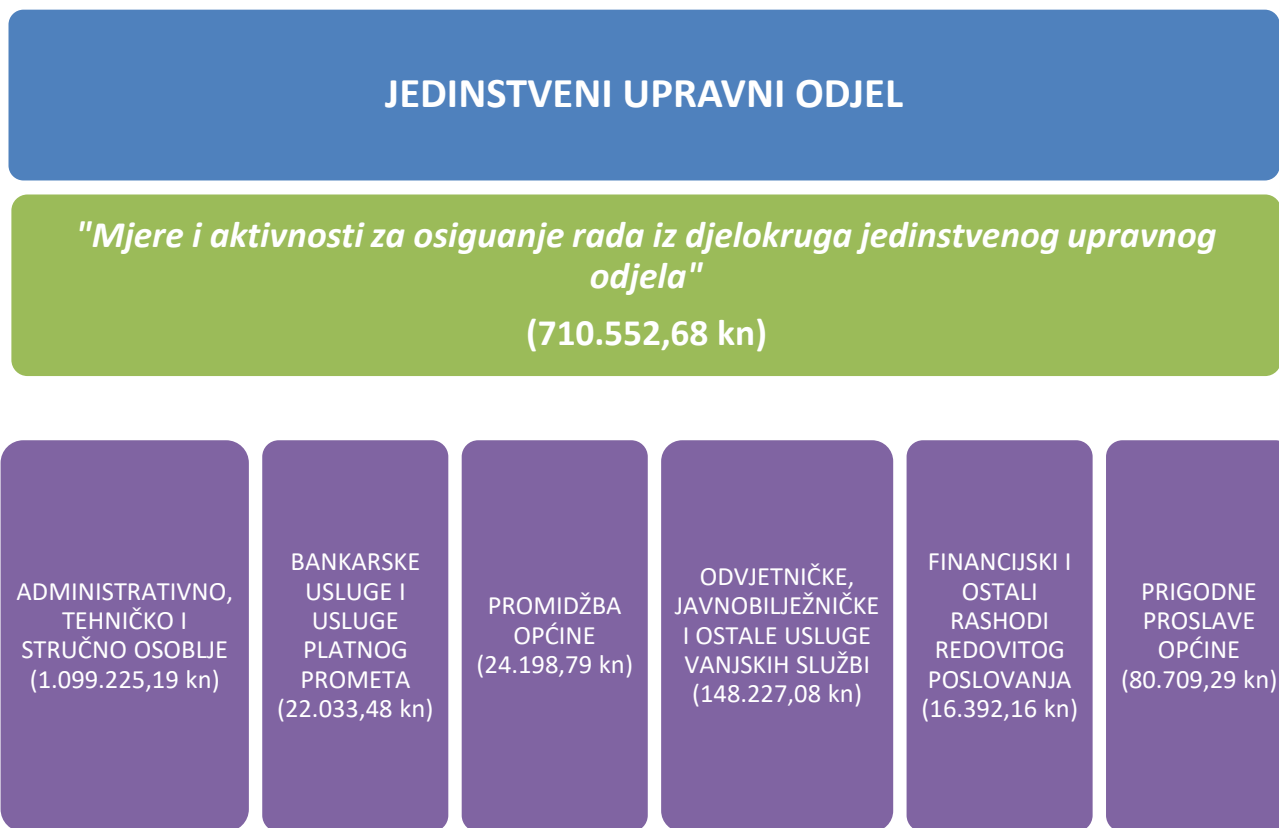 JEDINSTVENI UPRAVNI ODJEL
"Mjere i aktivnosti za osiguanje rada iz djelokruga jedinstvenog upravnog
odjela"
(710.552,68 kn)
ADMINISTRATIVNO,
TEHNIČKO I
STRUČNO OSOBLJE
(1.099.225,19 kn)
BANKARSKE
USLUGE I
USLUGE
PLATNOG
PROMETA
(22.033,48 kn)
PROMIDŽBA
OPĆINE
(24.198,79 kn)
ODVJETNIČKE,
JAVNOBILJEŽNIČKE
I OSTALE USLUGE
VANJSKIH SLUŽBI
(148.227,08 kn)
FINANCIJSKI I
OSTALI
RASHODI
REDOVITOG
POSLOVANJA
(16.392,16 kn)
PRIGODNE
PROSLAVE
OPĆINE
(80.709,29 kn)